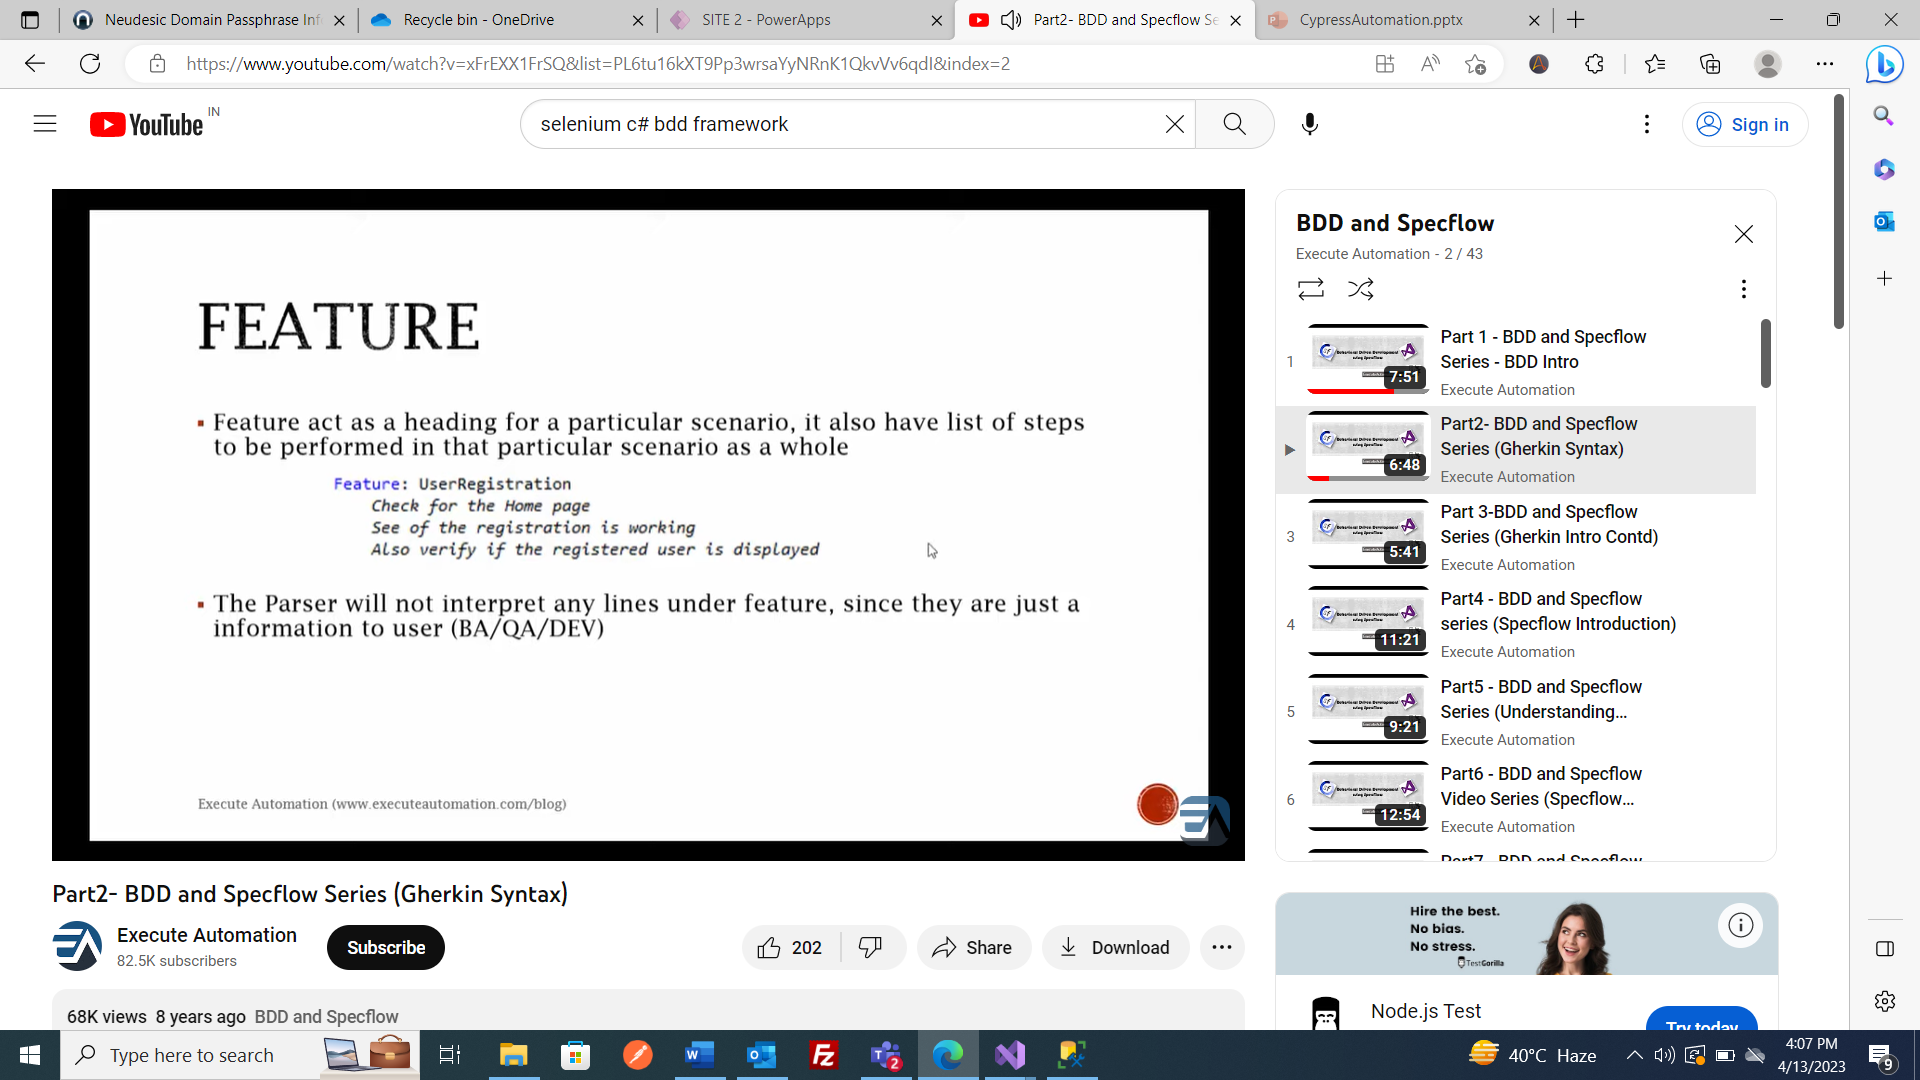 Neudesic Domain Passphrase Inf
Recycle bin - OneDrive
SITE 2 - PowerApps
Part2- BDD and Specflow Se
CypressAutomation.pptx
https://www.youtube.com/watch?v=xFrEXX1FrSQ&list=PL6tu16kXT9Pp3wrsaYyNRnK1QkvVv6qdI&index=2
YouTube IN
selenium c# bdd framework
Sign in
FEATURE
Feature act as a heading for a particular scenario, it also have list of steps
to be performed in that particular scenario as a whole
Feature: UserRegistration
Check for the Home page
See of the registration is working
Also verify if the registered user is displayed
The Parser will not interpret any lines under feature, since they are just a
information to user (BA/QA/DEV)
Execute Automation (www.executeautomation.com/blog)
BDD and Specflow
Execute Automation - 2 / 43
1
7:51
Part 1 - BDD and Specflow
Series - BDD Intro
Execute Automation
6:48
Part2- BDD and Specflow
Series (Gherkin Syntax)
Execute Automation
3
5:41
Part 3-BDD and Specflow
Series (Gherkin Intro Contd)
Execute Automation
4
11:21
Part4 - BDD and Specflow
series (Specflow Introduction)
Execute Automation
5
9:21
Part5 - BDD and Specflow
Series (Understanding...
Execute Automation
6
12:54
Part6 - BDD and Specflow
Video Series (Specflow...
Execute Automation
Part7 - BDD and Specflow
Part2- BDD and Specflow Series (Gherkin Syntax)
Execute Automation
82.5K subscribers
Subscribe
202
Share
Download
68K views 8 years ago BDD and Specflow
Hire the best.
No bias.
No stress.
TestGorilla
Node.js Test
Try today
Type here to search
2
40°C Haze
4:07 PM
4/13/2023
9